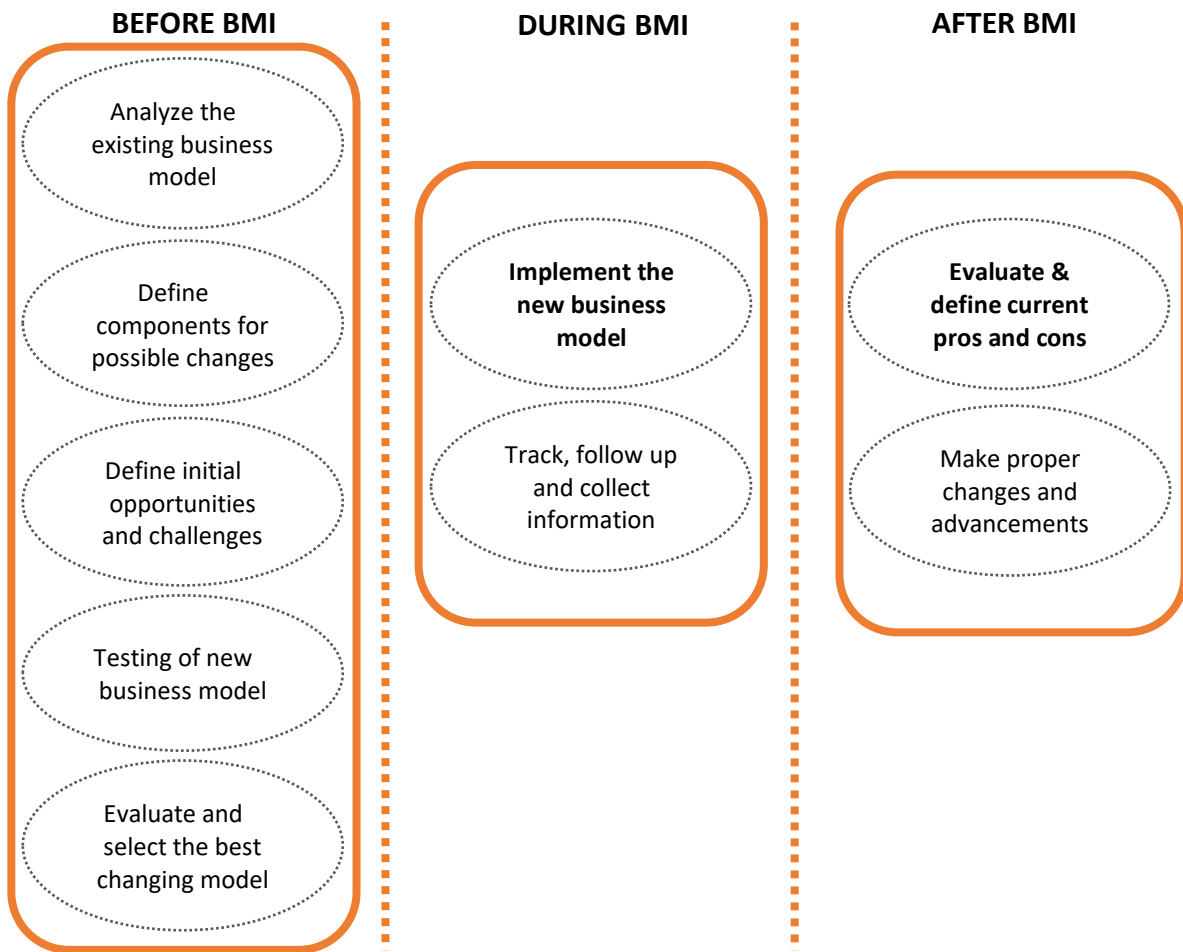 BEFORE BMI
Analyze the
existing business
model
Define
components for
possible changes
Define initial
opportunities
and challenges
Testing of new
business model
Evaluate and
select the best
changing model
DURING BMI
Implement the
new business
model
Track, follow up
and collect
information
AFTER BMI
Evaluate &
define current
pros and cons
Make proper
changes and
advancements